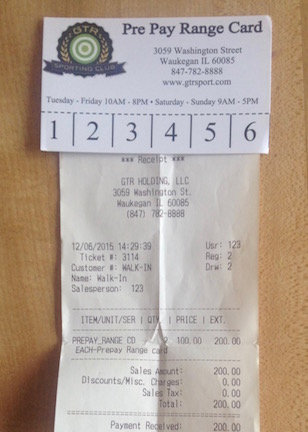 GTR
SPORTING CLUB
Pre Pay Range Card
3059 Washington Street
Waukegan IL 60085
847-782-8888
www.gtrsport.com
Tuesday - Friday 10AM - 8PM • Saturday - Sunday 9AM - 5PM
1 2 3 4 5 6
*** Receipt ***
GTR HOLDING, LLC
3059 Washington St.
Waukegan IL 60085
(847) 782-8888
12/06/2015 14:29:39 Usr: 123
Ticket #: 3114 Reg: 2
Customer #: WALK-IN Drw: 2
Name: Walk-In
Salesperson: 123
ITEM/UNIT/SER | QTY. | PRICE | EXT.
PREPAY_RANGE CD 2 100.00 200.00
EACH-Prepay Range card
Sales Amount: 200.00
Discounts/Misc. Charges: 0.00
Sales Tax: 0.00
Total: 200.00
Payment Received: 200.00